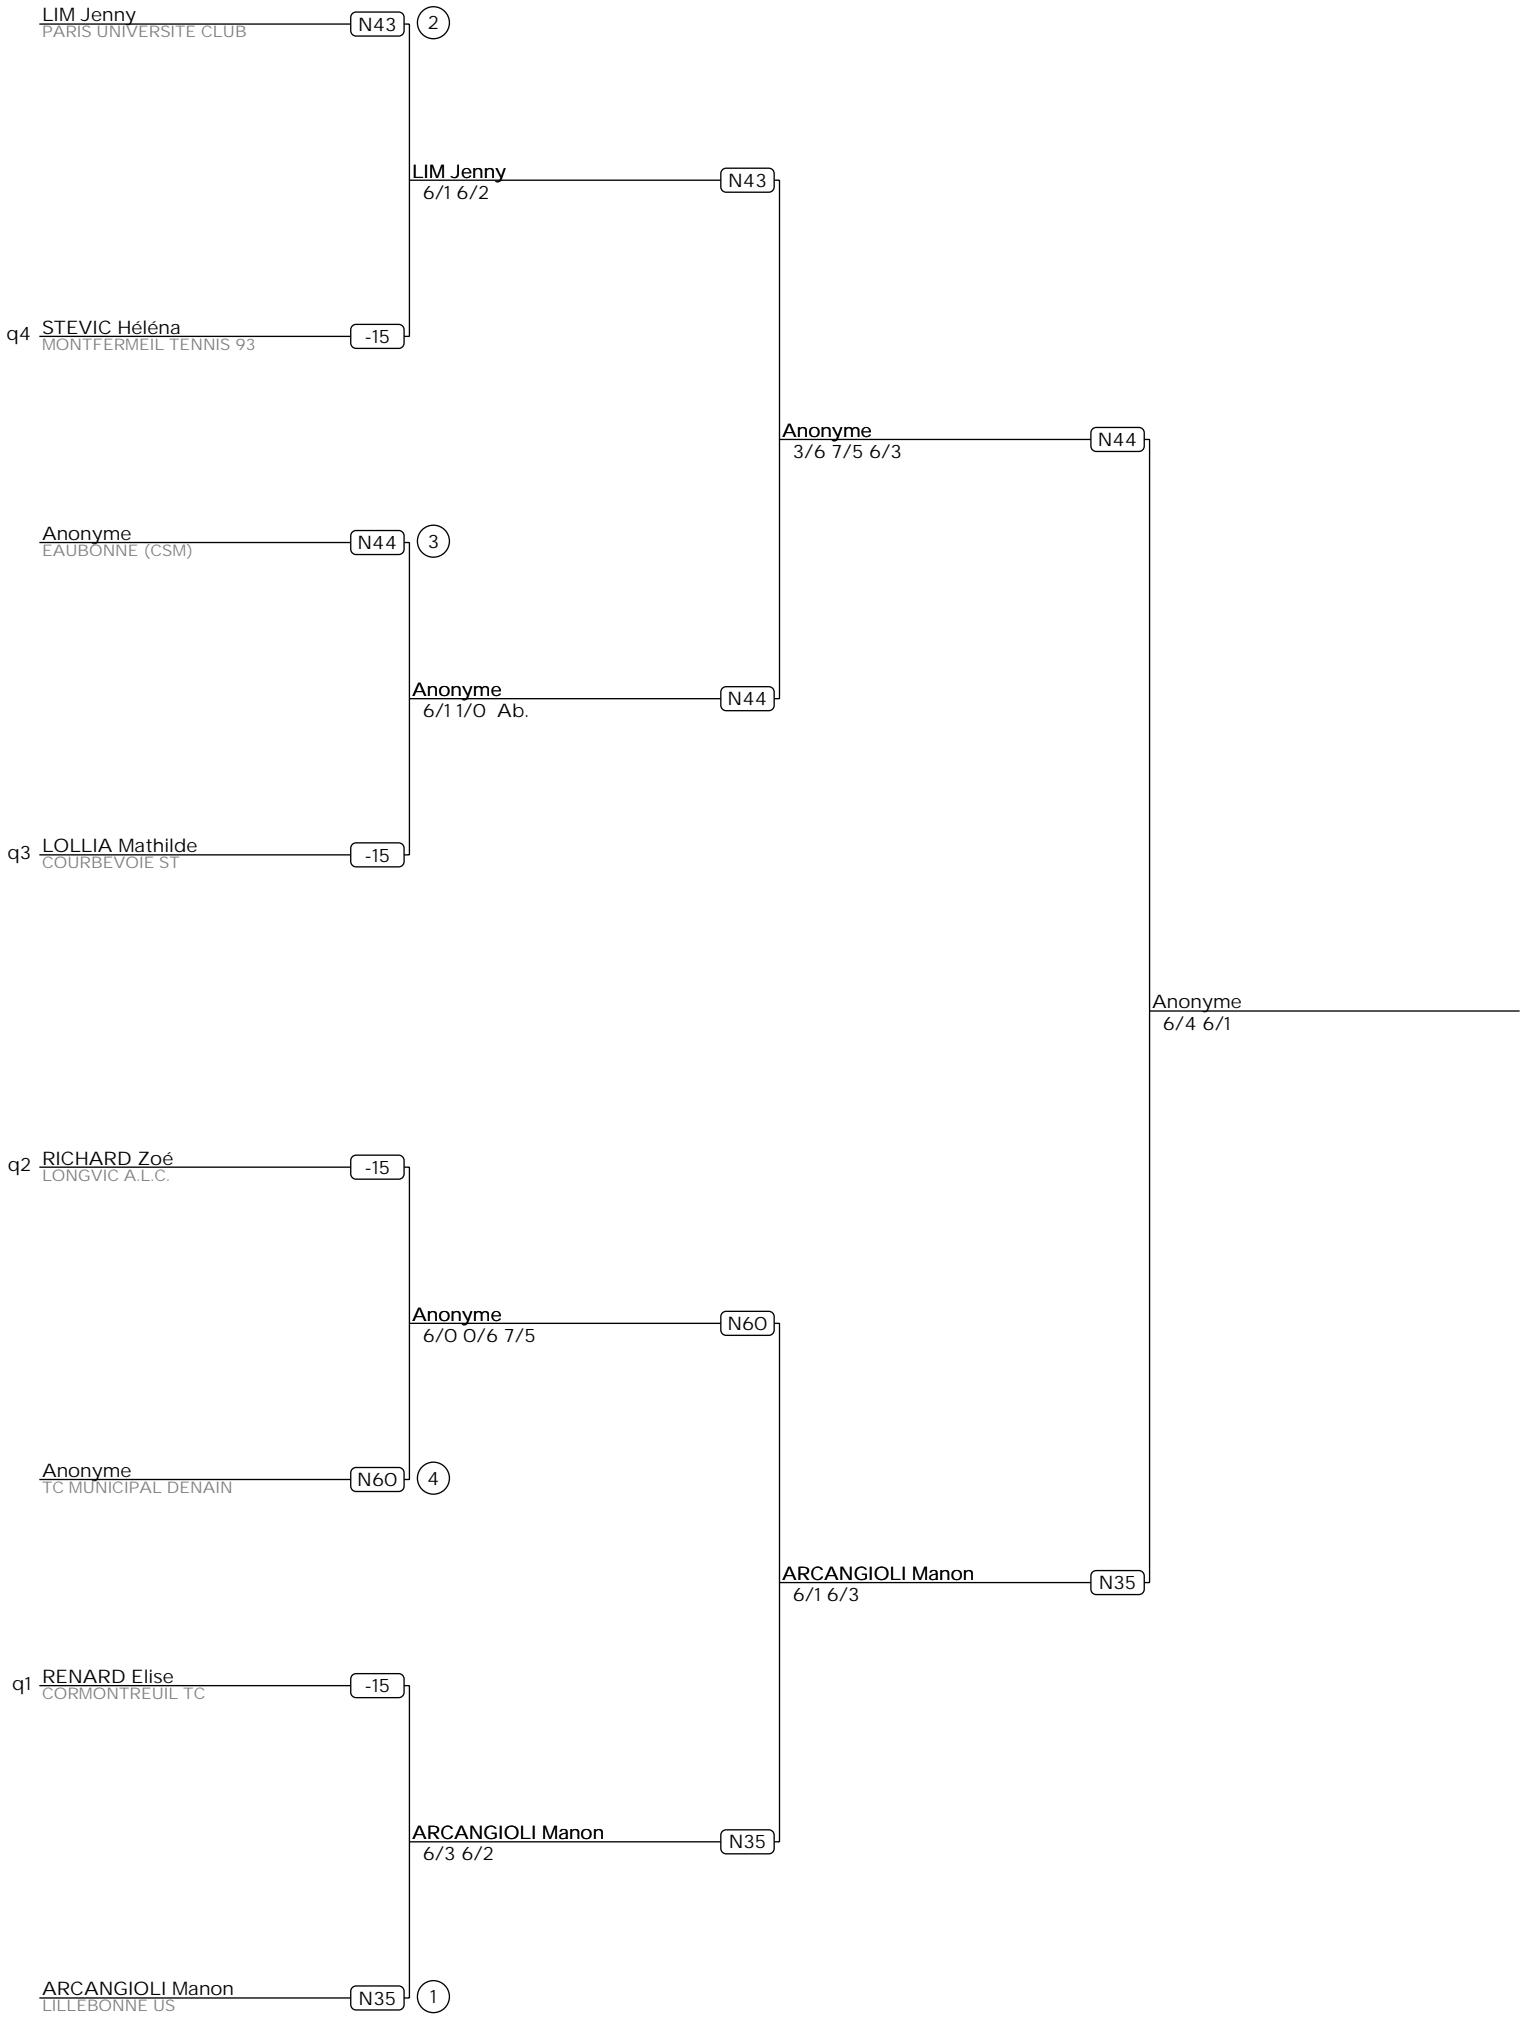 LIM Jenny
PARIS UNIVERSITE CLUB
N43
2
LIM Jenny
6/1 6/2
N43
q4
STEVIC Héléna
MONTFERMEIL TENNIS 93
-15
Anonyme
3/6 7/5 6/3
N44
Anonyme
EAUBONNE (CSM)
N44
3
Anonyme
6/1 1/0 Ab.
N44
q3
LOLLIA Mathilde
COURBEVOIE ST
-15
Anonyme
6/4 6/1
q2
RICHARD Zoé
LONGVIC A.L.C.
-15
Anonyme
6/0 0/6 7/5
N60
Anonyme
TC MUNICIPAL DENAIN
N60
4
ARCANGIOLI Manon
6/1 6/3
N35
q1
RENARD Elise
CORMONTREUIL TC
-15
ARCANGIOLI Manon
6/3 6/2
N35
ARCANGIOLI Manon
LILLEBONNE US
N35
1